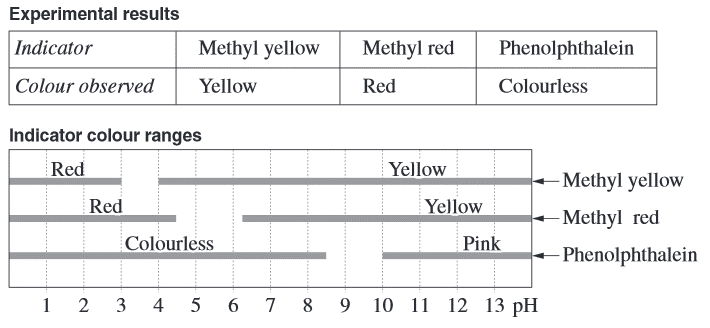 Experimental results
Indicator Methyl yellow Methyl red Phenolphthalein
Colour observed Yellow Red Colourless
Indicator colour ranges
Red Yellow Methyl yellow
Red Yellow Methyl red
Colourless Pink Phenolphthalein
1 2 3 4 5 6 7 8 9 10 11 12 13 pH